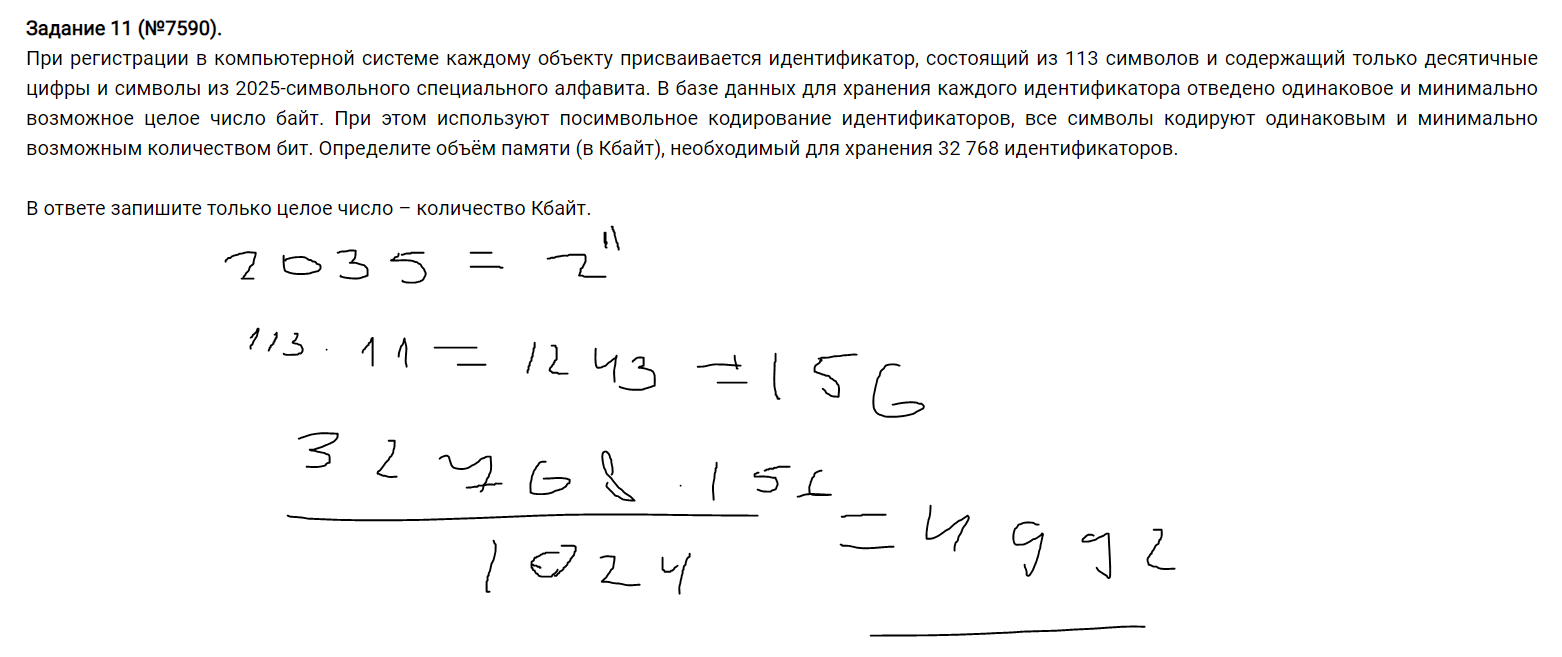 Задание 11 (№7590).
При регистрации в компьютерной системе каждому объекту присваивается идентификатор, состоящий из 113 символов и содержащий только десятичные
цифры и символы из 2025-символьного специального алфавита. В базе данных для хранения каждого идентификатора отведено одинаковое и минимально
возможное целое число байт. При этом используют посимвольное кодирование идентификаторов, все символы кодируют одинаковым и минимально
возможным количеством бит. Определите объём памяти (в Кбайт), необходимый для хранения 32 768 идентификаторов.
В ответе запишите только целое число – количество Кбайт.
2035 = 2^11
113 · 11 = 1243 = 156
32768 · 156
1024
= 4992